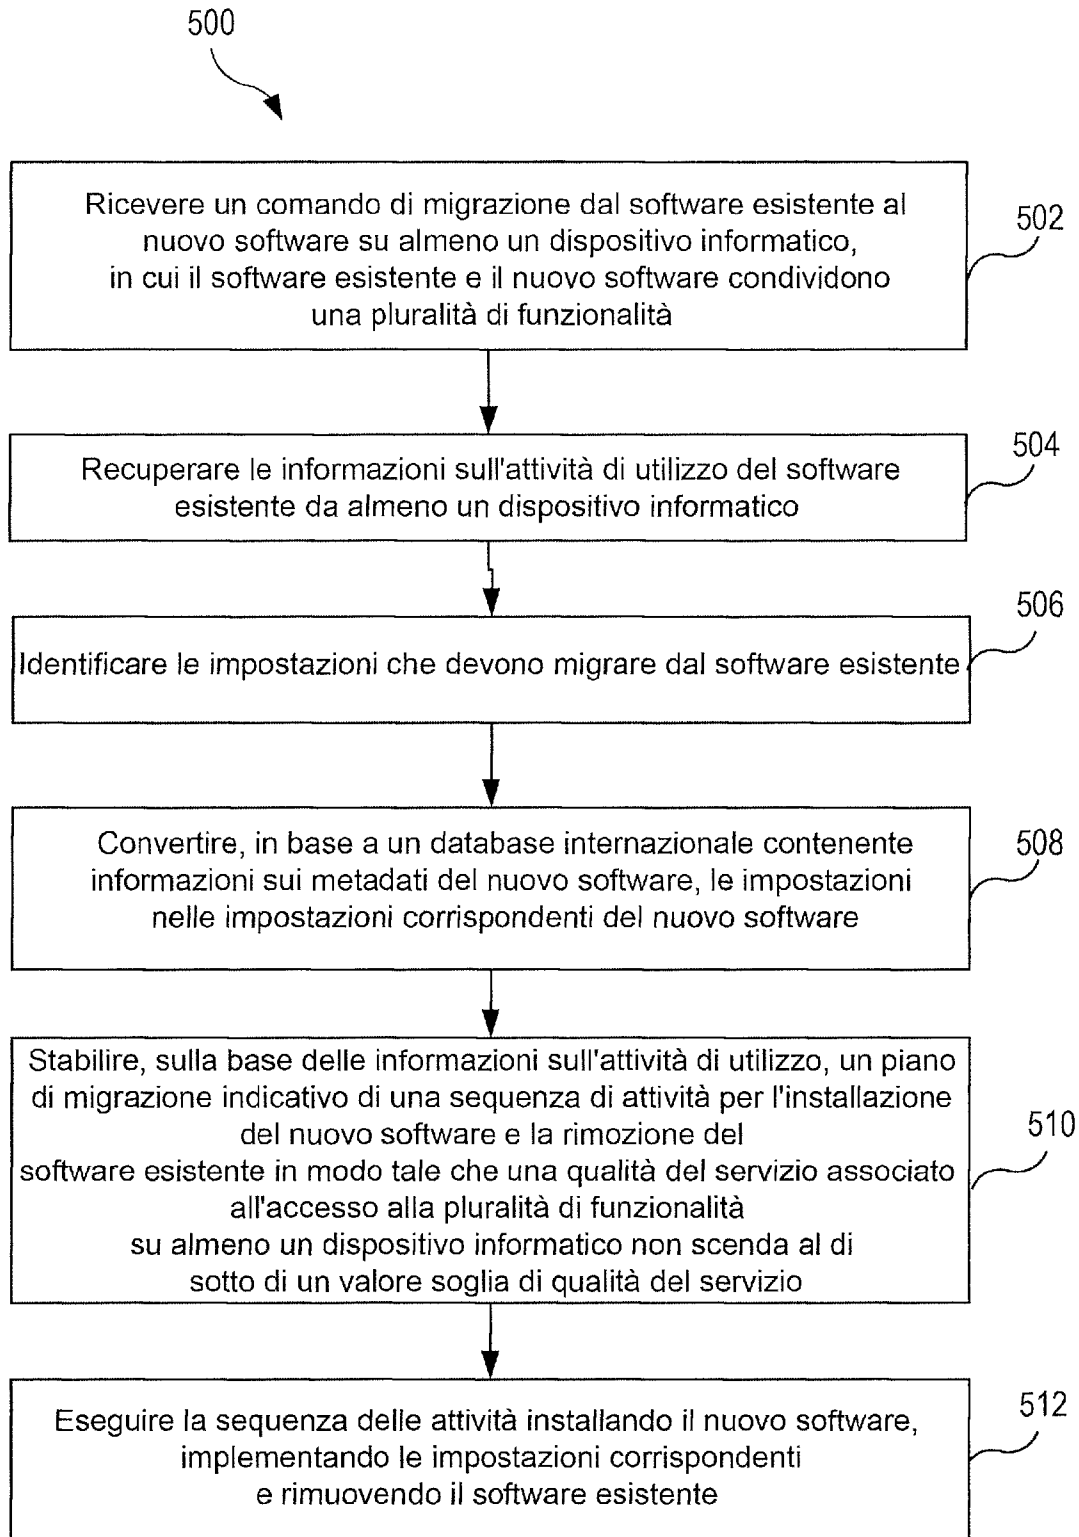 500
Ricevere un comando di migrazione dal software esistente al
nuovo software su almeno un dispositivo informatico,
in cui il software esistente e il nuovo software condividono
una pluralità di funzionalità
502
Recuperare le informazioni sull'attività di utilizzo del software
esistente da almeno un dispositivo informatico
504
Identificare le impostazioni che devono migrare dal software esistente
506
Convertire, in base a un database internazionale contenente
informazioni sui metadati del nuovo software, le impostazioni
nelle impostazioni corrispondenti del nuovo software
508
Stabilire, sulla base delle informazioni sull'attività di utilizzo, un piano
di migrazione indicativo di una sequenza di attività per l'installazione
del nuovo software e la rimozione del
software esistente in modo tale che una qualità del servizio associato
all'accesso alla pluralità di funzionalità
su almeno un dispositivo informatico non scenda al di
sotto di un valore soglia di qualità del servizio
510
Eseguire la sequenza delle attività installando il nuovo software,
implementando le impostazioni corrispondenti
e rimuovendo il software esistente
512